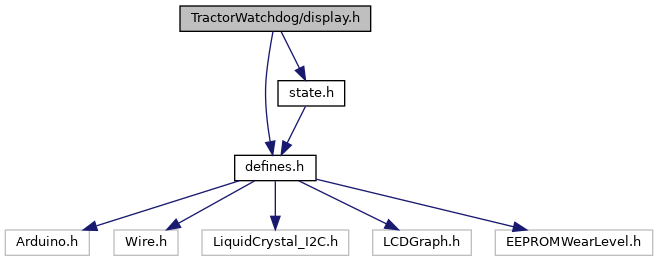 TractorWatchdog/display.h
state.h
defines.h
Arduino.h
Wire.h
LiquidCrystal_I2C.h
LCDGraph.h
EEPROMWearLevel.h